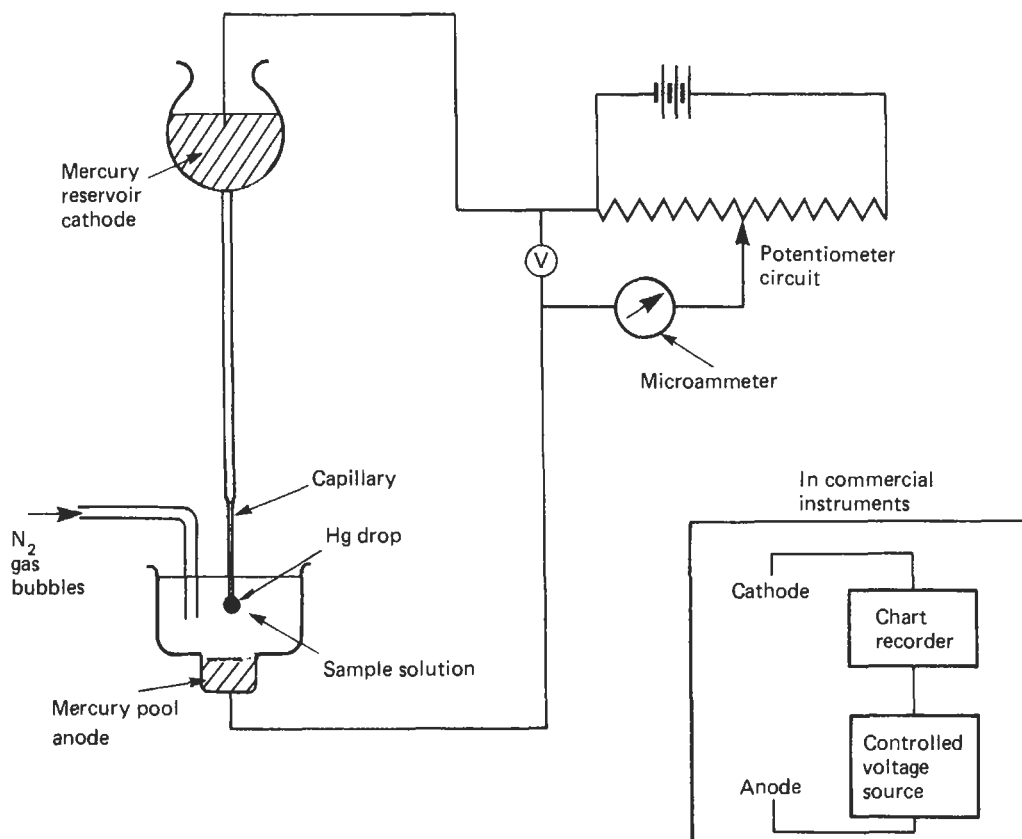 Mercury
reservoir
cathode
V
Potentiometer
circuit
Microammeter
Capillary
Hg drop
N2
gas
bubbles
Sample solution
Mercury pool
anode
In commercial
instruments
Cathode
Chart
recorder
Controlled
voltage
source
Anode